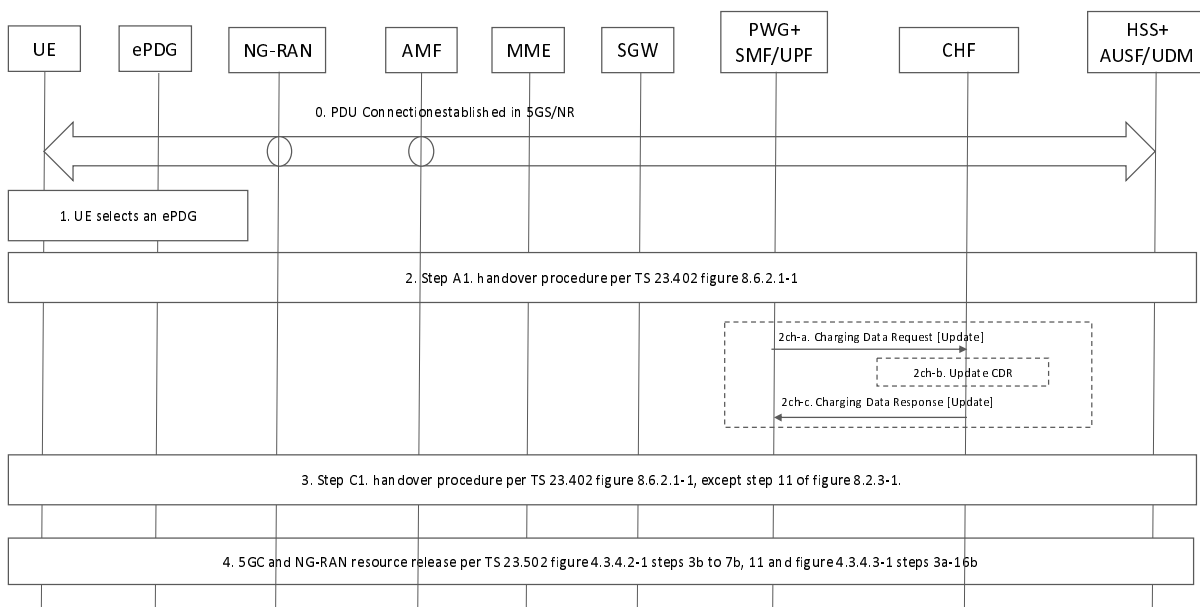 UE
ePDG
NG-RAN
AMF
MME
SGW
PWG+
SMF/UPF
CHF
HSS+
AUSF/UDM
0. PDU Connectionestablished in 5GS/NR
1. UE selects an ePDG
2. Step A1. handover procedure per TS 23.402 figure 8.6.2.1-1
2ch-a. Charging Data Request [Update]
2ch-b. Update CDR
2ch-c. Charging Data Response [Update]
3. Step C1. handover procedure per TS 23.402 figure 8.6.2.1-1, except step 11 of figure 8.2.3-1.
4. 5GC and NG-RAN resource release per TS 23.502 figure 4.3.4.2-1 steps 3b to 7b, 11 and figure 4.3.4.3-1 steps 3a-16b